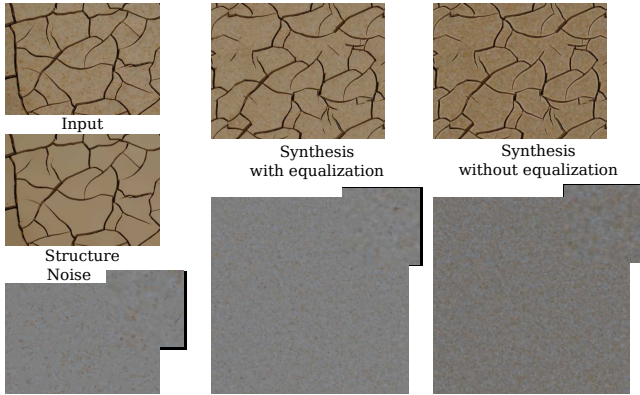 Input
Synthesis
with equalization
Synthesis
without equalization
Structure
Noise